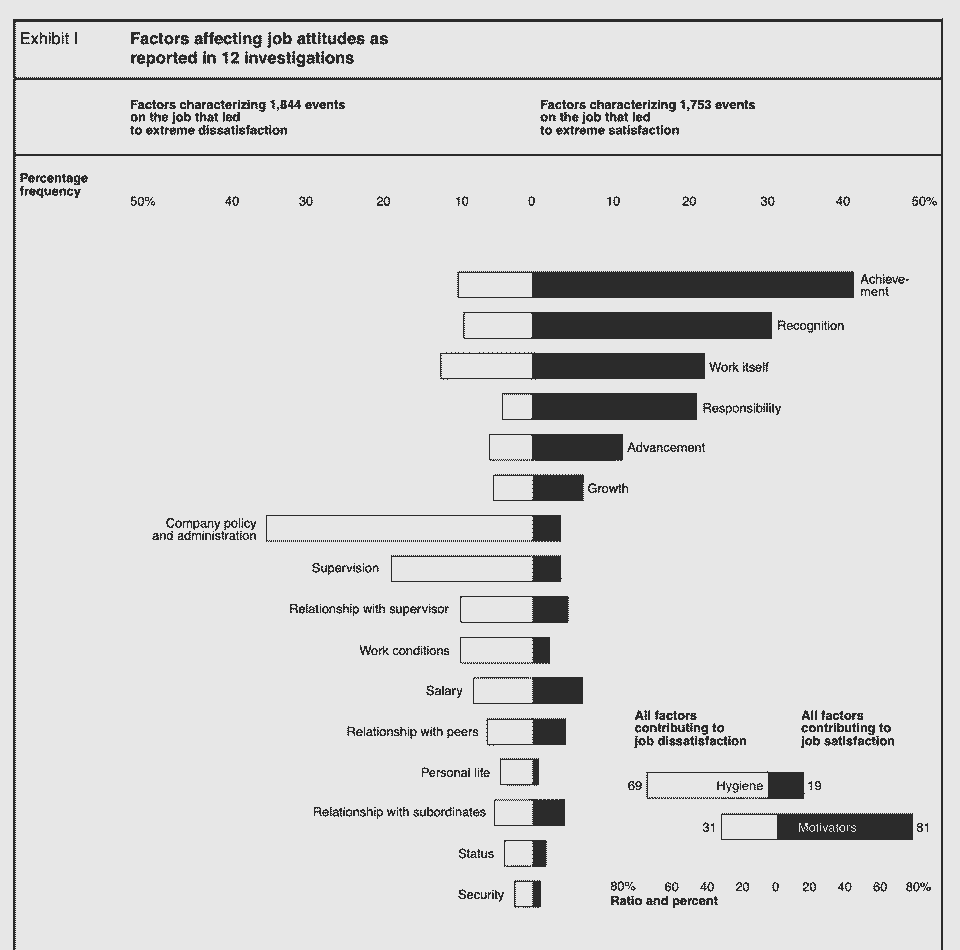 Exhibit I
Factors affecting job attitudes as
reported in 12 investigations
Factors characterizing 1,844 events
on the job that led
to extreme dissatisfaction
Factors characterizing 1,753 events
on the job that led
to extreme satisfaction
Percentage
frequency
50% 40 30 20 10 0 10 20 30 40 50%
Achieve-
ment
Recognition
Work itself
Responsibility
Advancement
Growth
Company policy
and administration
Supervision
Relationship with supervisor
Work conditions
Salary
Relationship with peers
Personal life
Relationship with subordinates
Status
Security
All factors
contributing to
job dissatisfaction
All factors
contributing to
job satisfaction
69 Hygiene 19
31 Motivators 81
80% 60 40 20 0 20 40 60 80%
Ratio and percent